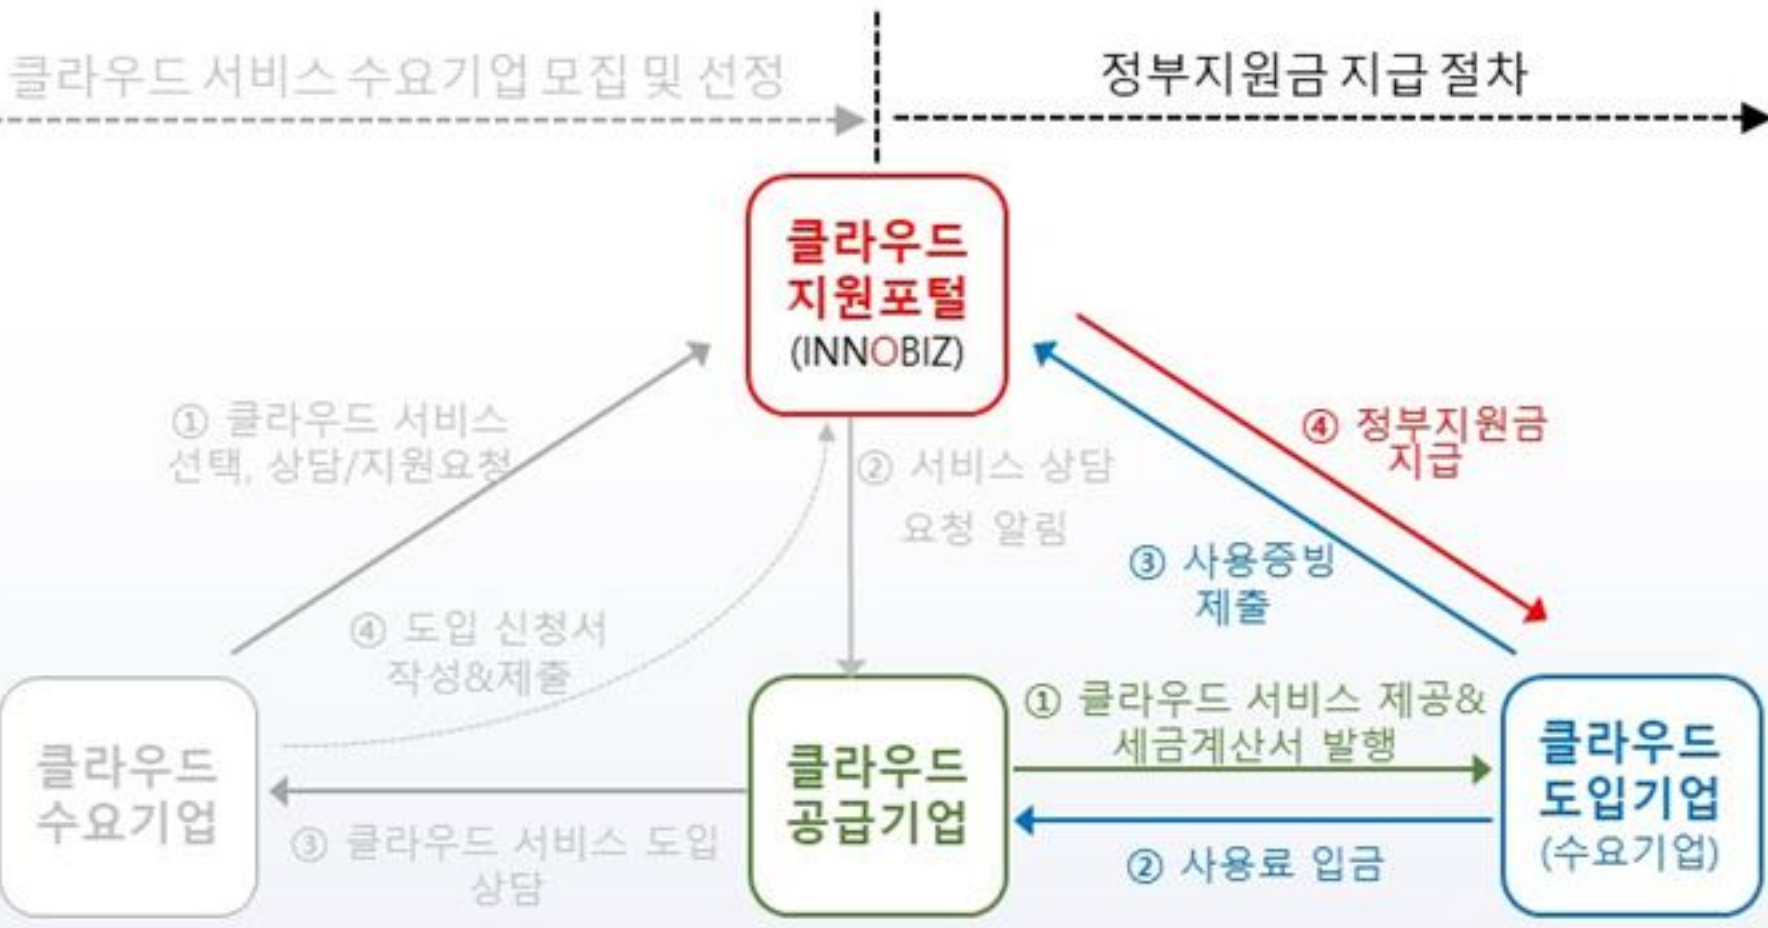 클라우드 서비스 수요기업 모집 및 선정
정부지원금 지급 절차
클라우드
지원포털
(INNOBIZ)
① 클라우드 서비스
선택, 상담/지원요청
② 서비스 상담
요청 알림
④ 정부지원금
지급
③ 사용증빙
제출
④ 도입 신청서
작성&제출
클라우드
수요기업
③ 클라우드 서비스 도입
상담
클라우드
공급기업
① 클라우드 서비스 제공&
세금계산서 발행
② 사용료 입금
클라우드
도입기업
(수요기업)